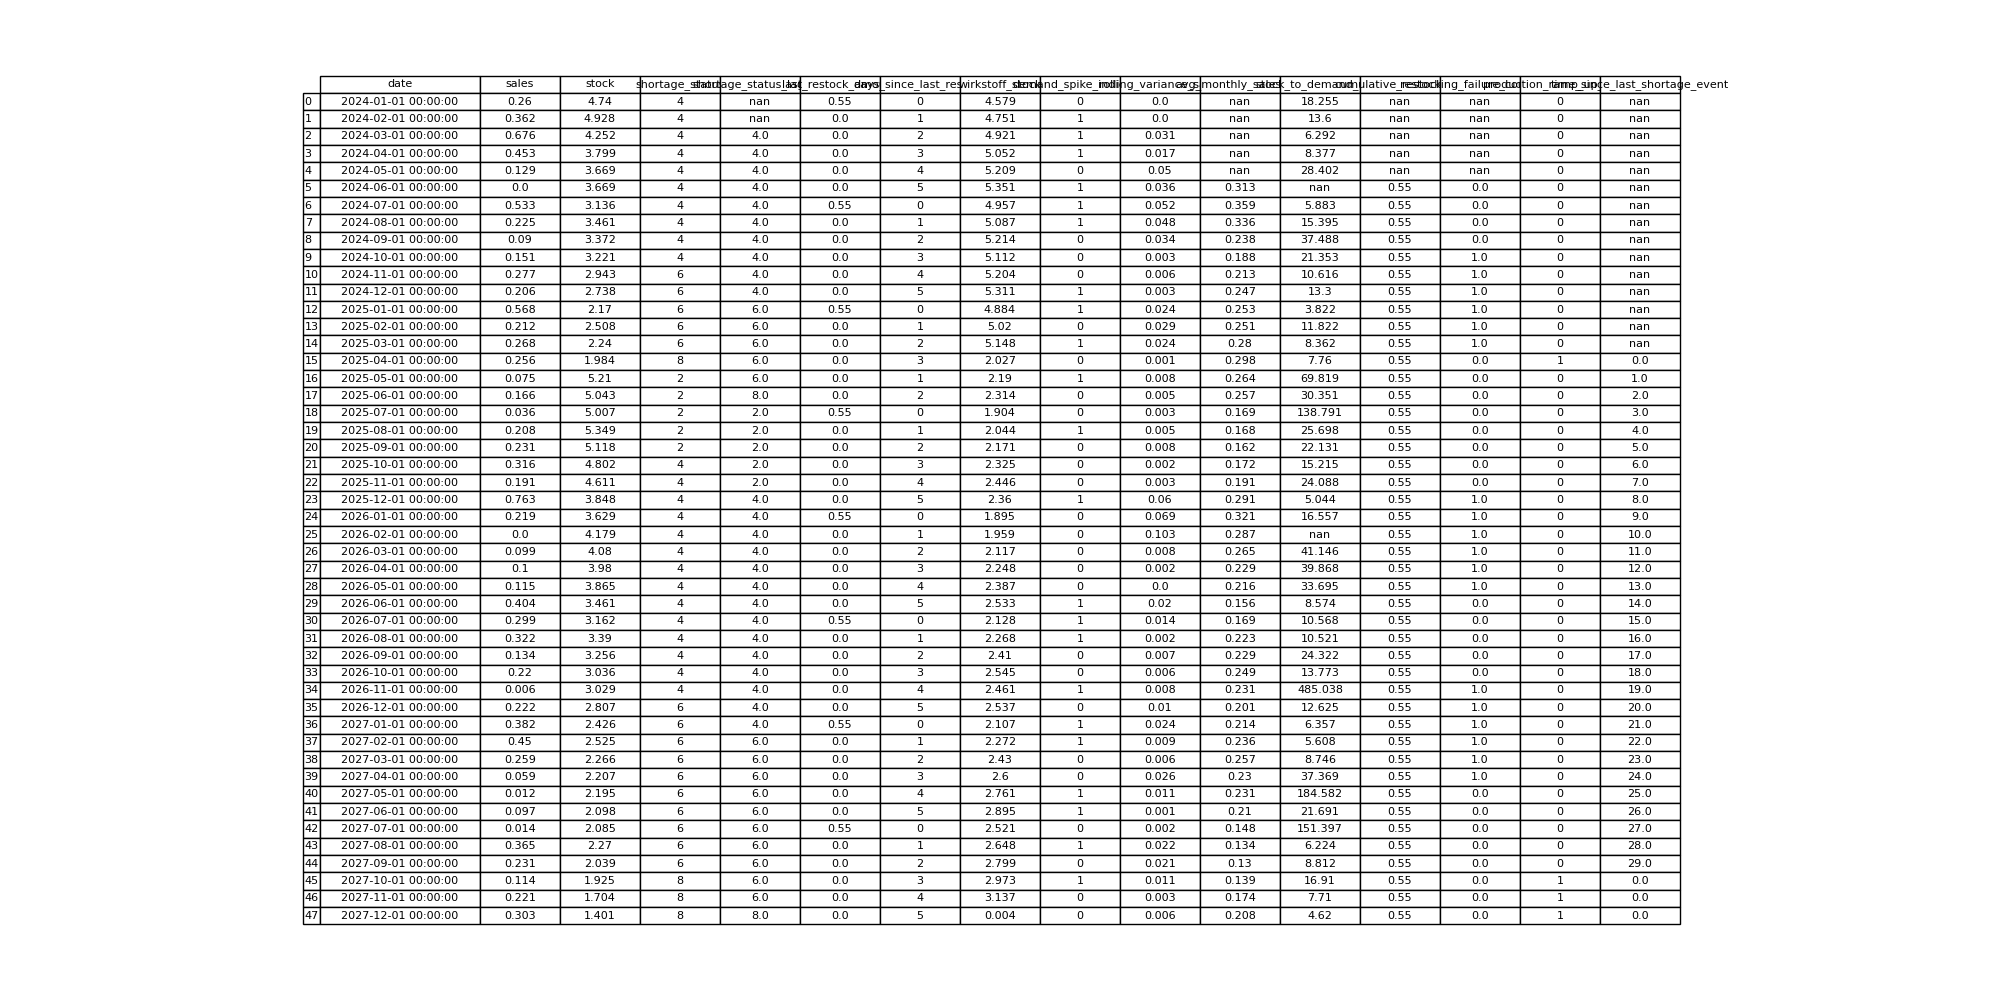 date sales stock shortage_status wirkstoff_stock
0 2024-01-01 00:00:00 0.26 4.74 4 nan 0.55 0 4.579 0 0.0 nan 18.255 nan nan 0 nan
1 2024-02-01 00:00:00 0.362 4.928 4 nan 0.0 1 4.751 1 0.0 nan 13.6 nan nan 0 nan
2 2024-03-01 00:00:00 0.676 4.252 4 4.0 0.0 2 4.921 1 0.031 nan 6.292 nan nan 0 nan
3 2024-04-01 00:00:00 0.453 3.799 4 4.0 0.0 3 5.052 1 0.017 nan 8.377 nan nan 0 nan
4 2024-05-01 00:00:00 0.129 3.669 4 4.0 0.0 4 5.209 0 0.05 nan 28.402 nan nan 0 nan
5 2024-06-01 00:00:00 0.0 3.669 4 4.0 0.0 5 5.351 1 0.036 0.313 nan 0.55 0.0 0 nan
6 2024-07-01 00:00:00 0.533 3.136 4 4.0 0.55 0 4.957 1 0.052 0.359 5.883 0.55 0.0 0 nan
7 2024-08-01 00:00:00 0.225 3.461 4 4.0 0.0 1 5.087 1 0.048 0.336 15.395 0.55 0.0 0 nan
8 2024-09-01 00:00:00 0.09 3.372 4 4.0 0.0 2 5.214 0 0.034 0.238 37.488 0.55 0.0 0 nan
9 2024-10-01 00:00:00 0.151 3.221 4 4.0 0.0 3 5.112 0 0.003 0.188 21.353 0.55 1.0 0 nan
10 2024-11-01 00:00:00 0.277 2.943 6 4.0 0.0 4 5.204 0 0.006 0.213 10.616 0.55 1.0 0 nan
11 2024-12-01 00:00:00 0.206 2.738 6 4.0 0.0 5 5.311 1 0.003 0.247 13.3 0.55 1.0 0 nan
12 2025-01-01 00:00:00 0.568 2.17 6 6.0 0.55 0 4.884 1 0.024 0.253 3.822 0.55 1.0 0 nan
13 2025-02-01 00:00:00 0.212 2.508 6 6.0 0.0 1 5.02 0 0.029 0.251 11.822 0.55 1.0 0 nan
14 2025-03-01 00:00:00 0.268 2.24 6 6.0 0.0 2 5.148 1 0.024 0.28 8.362 0.55 1.0 0 nan
15 2025-04-01 00:00:00 0.256 1.984 8 6.0 0.0 3 2.027 0 0.001 0.298 7.76 0.55 0.0 1 0.0
16 2025-05-01 00:00:00 0.075 5.21 2 6.0 0.0 1 2.19 1 0.008 0.264 69.819 0.55 0.0 0 1.0
17 2025-06-01 00:00:00 0.166 5.043 2 8.0 0.0 2 2.314 0 0.005 0.257 30.351 0.55 0.0 0 2.0
18 2025-07-01 00:00:00 0.036 5.007 2 2.0 0.55 0 1.904 0 0.003 0.169 138.791 0.55 0.0 0 3.0
19 2025-08-01 00:00:00 0.208 5.349 2 2.0 0.0 1 2.044 1 0.005 0.168 25.698 0.55 0.0 0 4.0
20 2025-09-01 00:00:00 0.231 5.118 2 2.0 0.0 2 2.171 0 0.008 0.162 22.131 0.55 0.0 0 5.0
21 2025-10-01 00:00:00 0.316 4.802 4 2.0 0.0 3 2.325 0 0.002 0.172 15.215 0.55 0.0 0 6.0
22 2025-11-01 00:00:00 0.191 4.611 4 2.0 0.0 4 2.446 0 0.003 0.191 24.088 0.55 0.0 0 7.0
23 2025-12-01 00:00:00 0.763 3.848 4 4.0 0.0 5 2.36 1 0.06 0.291 5.044 0.55 1.0 0 8.0
24 2026-01-01 00:00:00 0.219 3.629 4 4.0 0.55 0 1.895 0 0.069 0.321 16.557 0.55 1.0 0 9.0
25 2026-02-01 00:00:00 0.0 4.179 4 4.0 0.0 1 1.959 0 0.103 0.287 nan 0.55 1.0 0 10.0
26 2026-03-01 00:00:00 0.099 4.08 4 4.0 0.0 2 2.117 0 0.008 0.265 41.146 0.55 1.0 0 11.0
27 2026-04-01 00:00:00 0.1 3.98 4 4.0 0.0 3 2.248 0 0.002 0.229 39.868 0.55 1.0 0 12.0
28 2026-05-01 00:00:00 0.115 3.865 4 4.0 0.0 4 2.387 0 0.0 0.216 33.695 0.55 1.0 0 13.0
29 2026-06-01 00:00:00 0.404 3.461 4 4.0 0.0 5 2.533 1 0.02 0.156 8.574 0.55 0.0 0 14.0
30 2026-07-01 00:00:00 0.299 3.162 4 4.0 0.55 0 2.128 1 0.014 0.169 10.568 0.55 0.0 0 15.0
31 2026-08-01 00:00:00 0.322 3.39 4 4.0 0.0 1 2.268 1 0.002 0.223 10.521 0.55 0.0 0 16.0
32 2026-09-01 00:00:00 0.134 3.256 4 4.0 0.0 2 2.41 0 0.007 0.229 24.322 0.55 0.0 0 17.0
33 2026-10-01 00:00:00 0.22 3.036 4 4.0 0.0 3 2.545 0 0.006 0.249 13.773 0.55 0.0 0 18.0
34 2026-11-01 00:00:00 0.006 3.029 4 4.0 0.0 4 2.461 1 0.008 0.231 485.038 0.55 1.0 0 19.0
35 2026-12-01 00:00:00 0.222 2.807 6 4.0 0.0 5 2.537 0 0.01 0.201 12.625 0.55 1.0 0 20.0
36 2027-01-01 00:00:00 0.382 2.426 6 4.0 0.55 0 2.107 1 0.024 0.214 6.357 0.55 1.0 0 21.0
37 2027-02-01 00:00:00 0.45 2.525 6 6.0 0.0 1 2.272 1 0.009 0.236 5.608 0.55 1.0 0 22.0
38 2027-03-01 00:00:00 0.259 2.266 6 6.0 0.0 2 2.43 0 0.006 0.257 8.746 0.55 1.0 0 23.0
39 2027-04-01 00:00:00 0.059 2.207 6 6.0 0.0 3 2.6 0 0.026 0.23 37.369 0.55 1.0 0 24.0
40 2027-05-01 00:00:00 0.012 2.195 6 6.0 0.0 4 2.761 1 0.011 0.231 184.582 0.55 0.0 0 25.0
41 2027-06-01 00:00:00 0.097 2.098 6 6.0 0.0 5 2.895 1 0.001 0.21 21.691 0.55 0.0 0 26.0
42 2027-07-01 00:00:00 0.014 2.085 6 6.0 0.55 0 2.521 0 0.002 0.148 151.397 0.55 0.0 0 27.0
43 2027-08-01 00:00:00 0.365 2.27 6 6.0 0.0 1 2.648 1 0.022 0.134 6.224 0.55 0.0 0 28.0
44 2027-09-01 00:00:00 0.231 2.039 6 6.0 0.0 2 2.799 0 0.021 0.13 8.812 0.55 0.0 0 29.0
45 2027-10-01 00:00:00 0.114 1.925 8 6.0 0.0 3 2.973 1 0.011 0.139 16.91 0.55 0.0 1 0.0
46 2027-11-01 00:00:00 0.221 1.704 8 6.0 0.0 4 3.137 0 0.003 0.174 7.71 0.55 0.0 1 0.0
47 2027-12-01 00:00:00 0.303 1.401 8 8.0 0.0 5 0.004 0 0.006 0.208 4.62 0.55 0.0 1 0.0